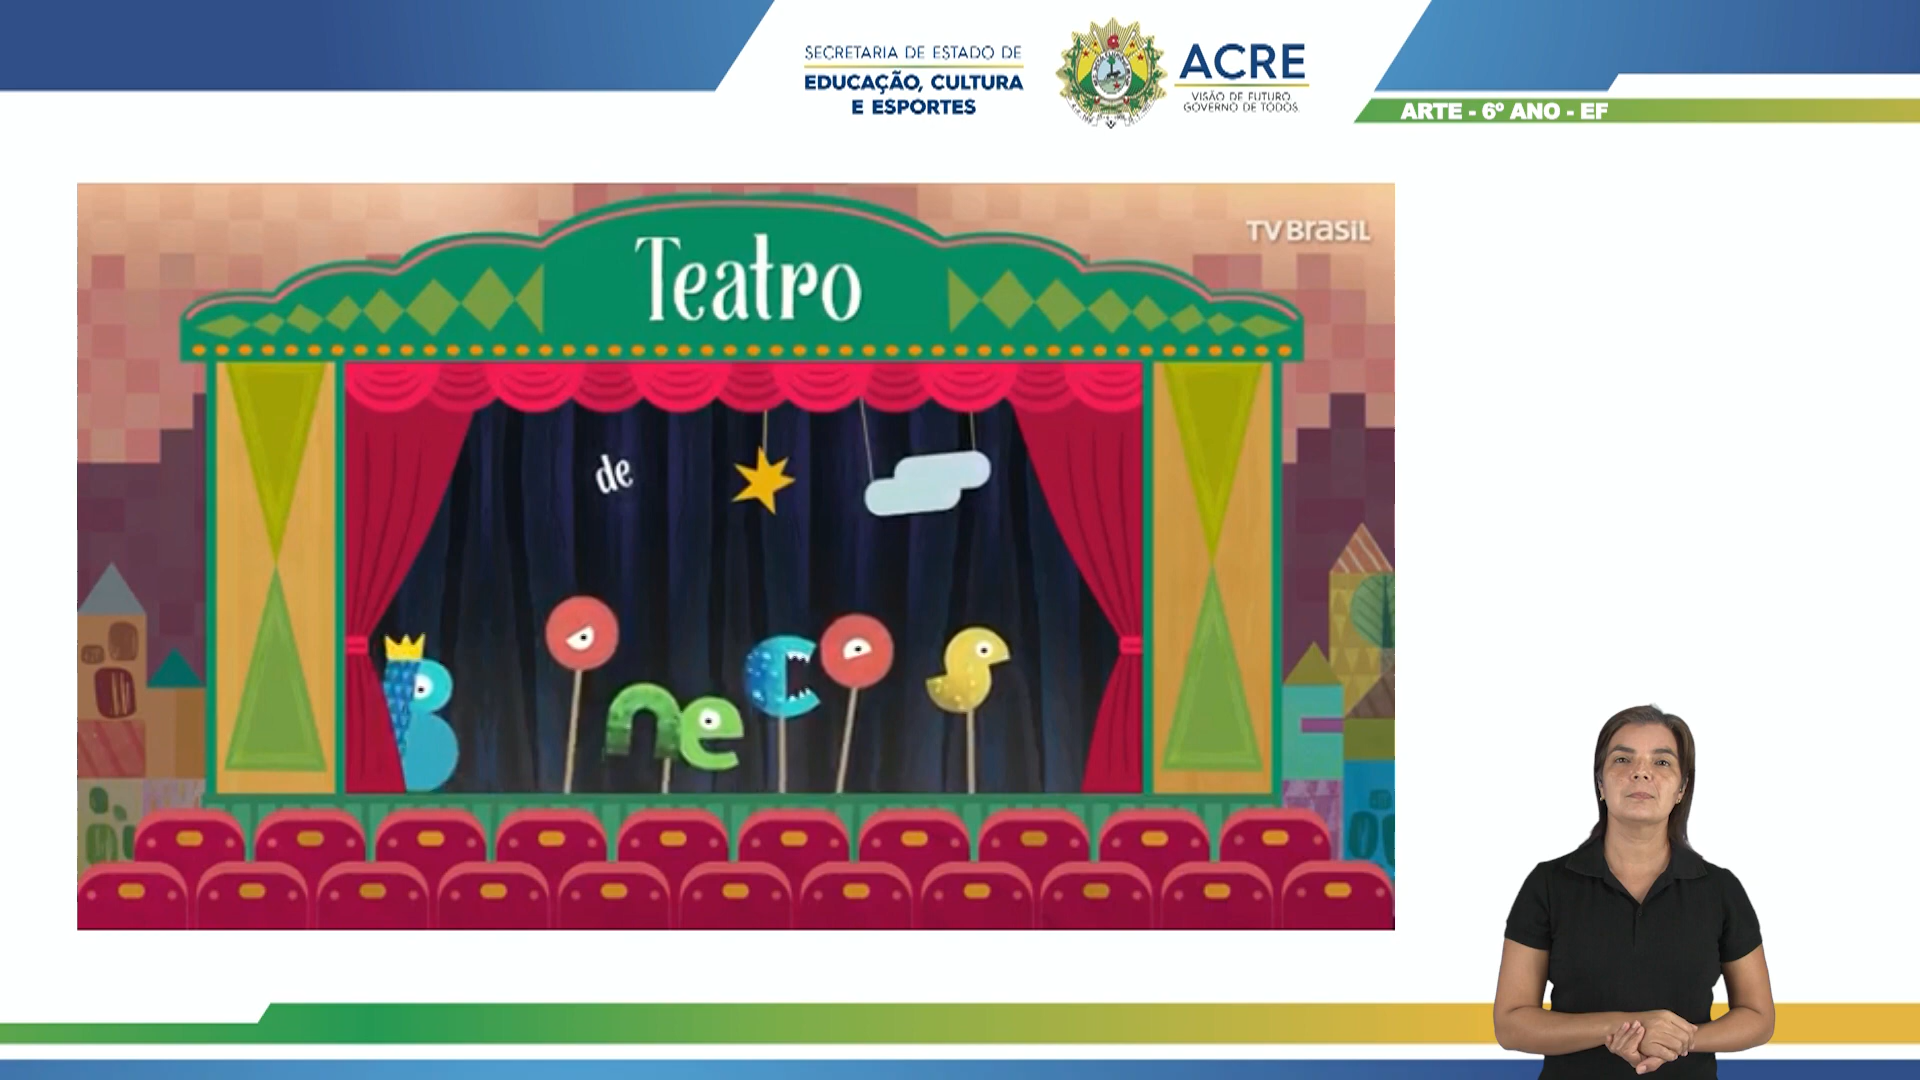 SECRETARIA DE ESTADO DE
EDUCAÇÃO, CULTURA
E ESPORTES
ACRE
VISÃO DE FUTURO
GOVERNO DE TODOS
ARTE - 6º ANO - EF
TV BRASIL
Teatro
de
BoneCos